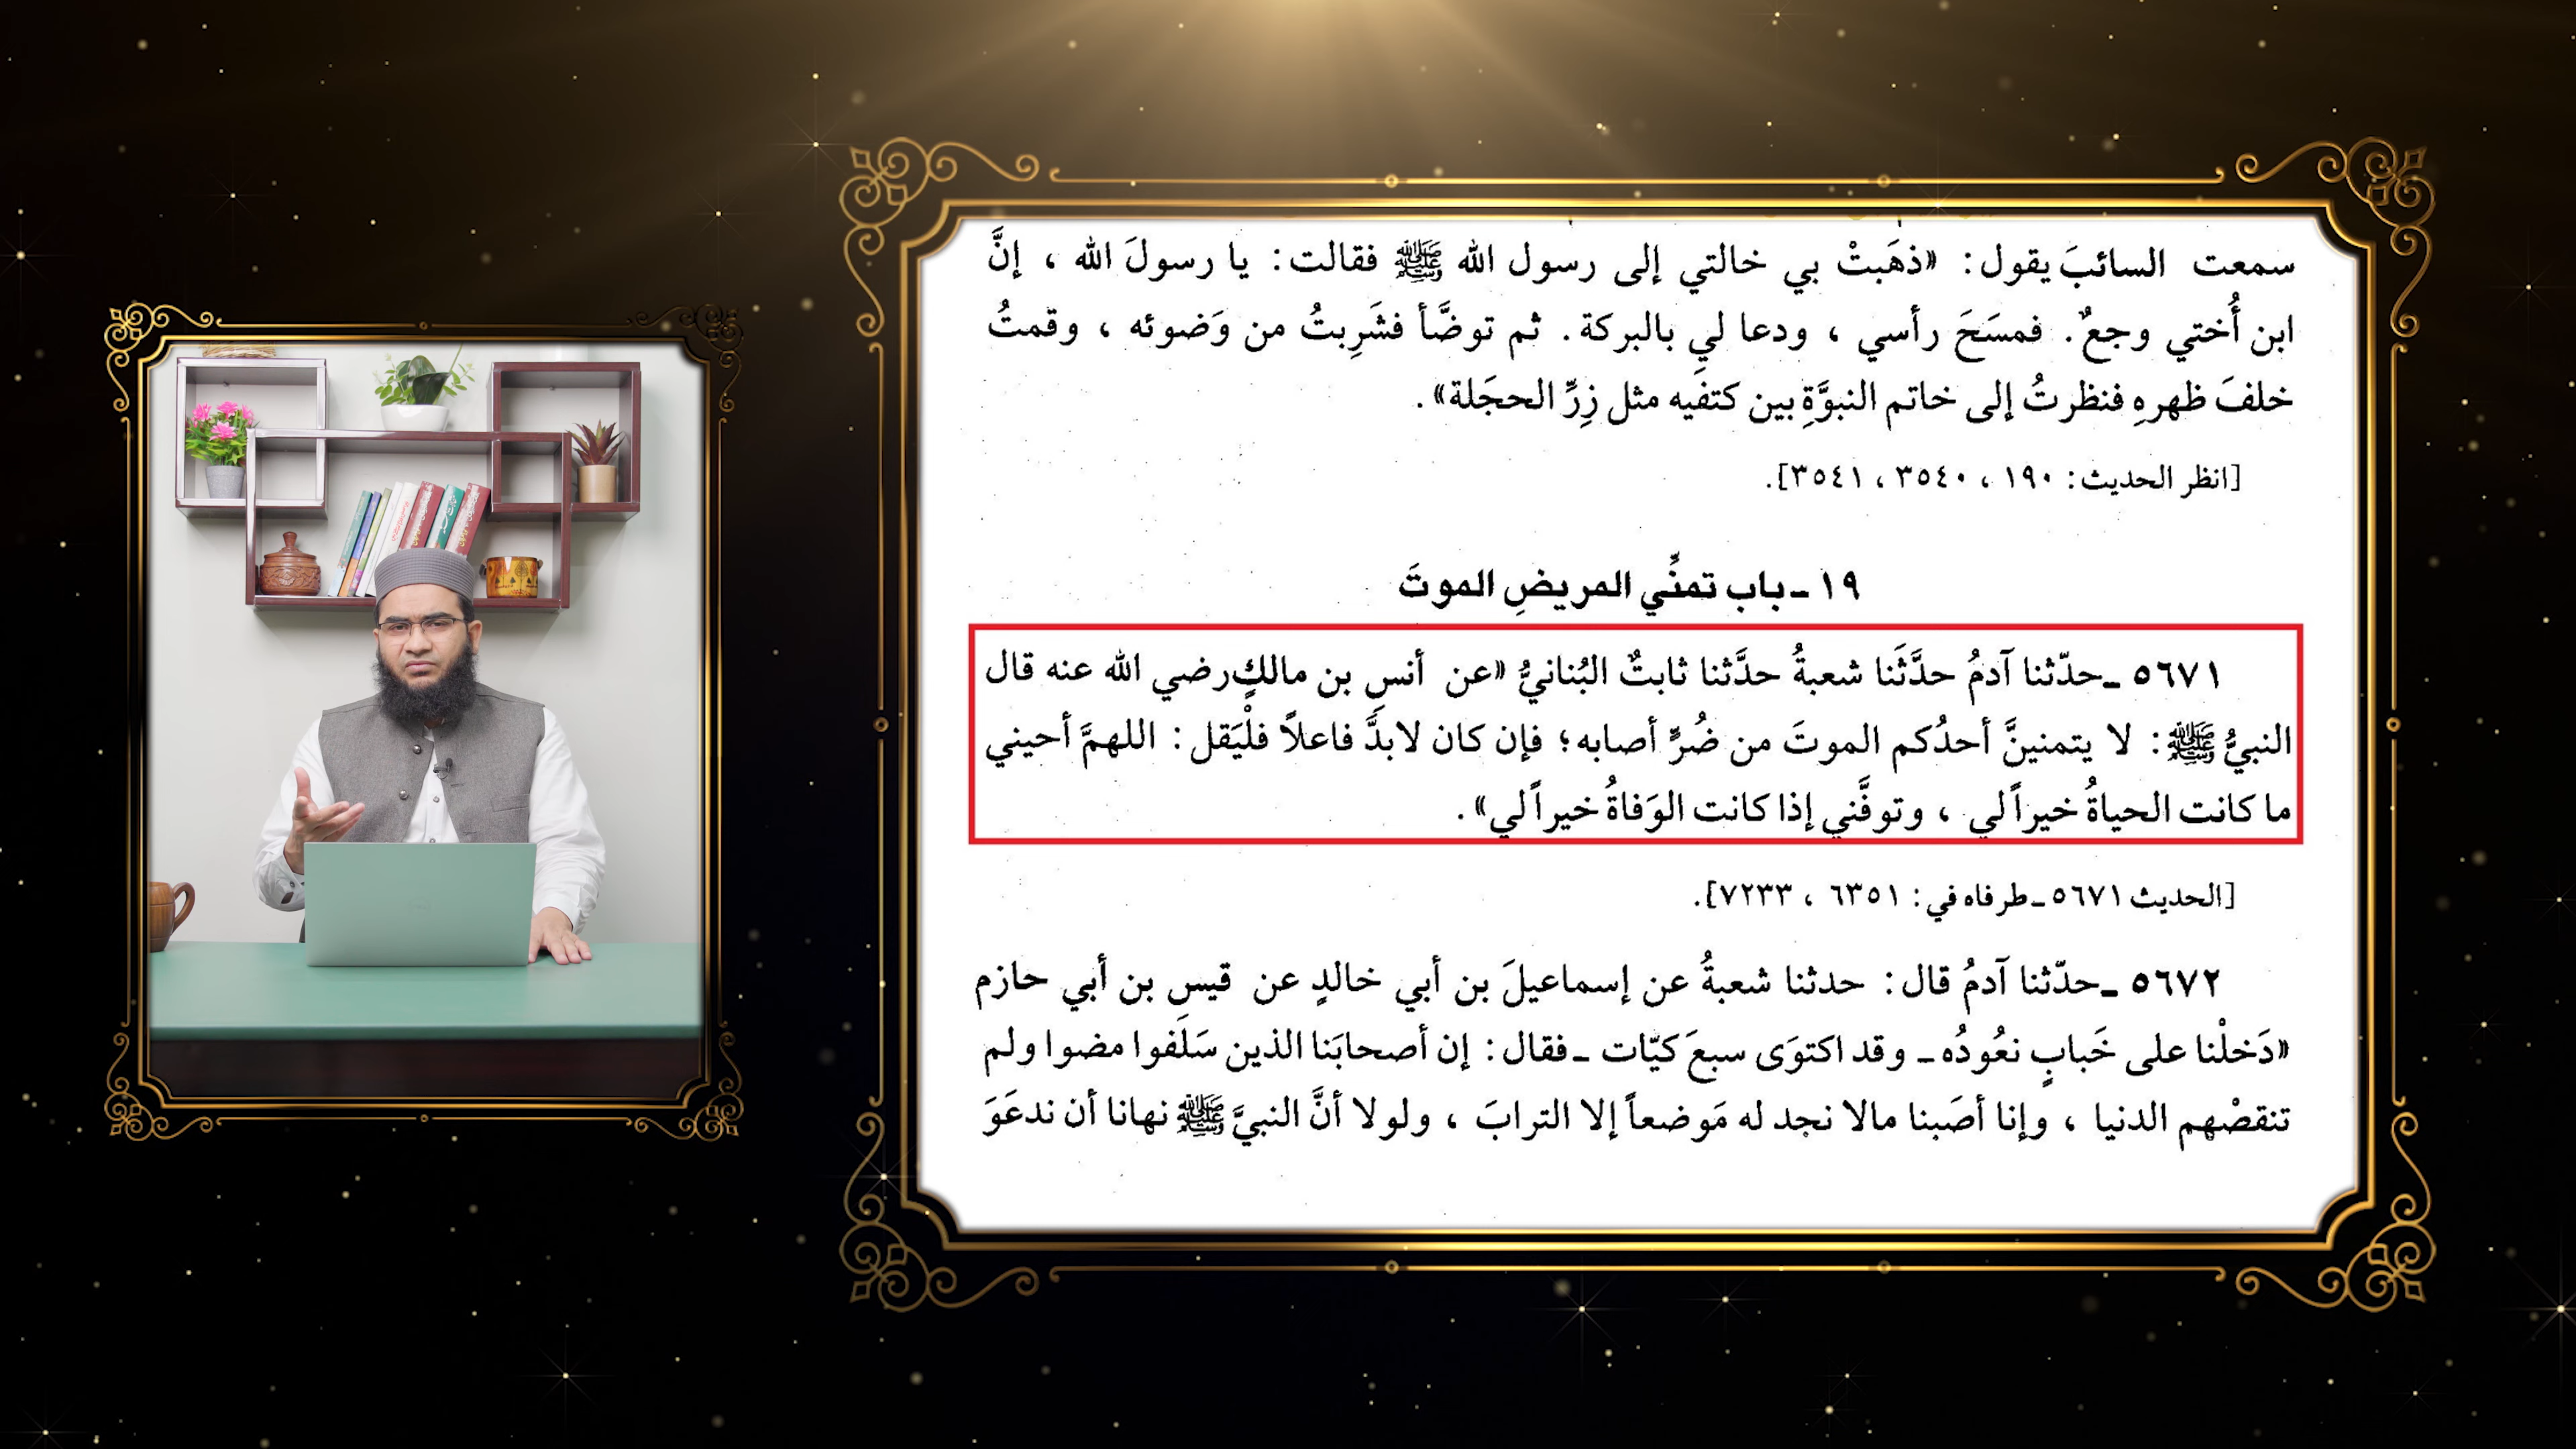 سمعت السائبَ يقول: «ذهَبتْ بي خالتي إلى رسول الله ﷺ فقالت: يا رسولَ الله ، إنَّ
ابن أُختي وجعٌ. فمسَحَ رأسي ، ودعا لي بالبركة. ثم توضَّأ فشَرِبتُ من وَضوئه ، وقمتُ
خلفَ ظهرهِ فنظرتُ إلى خاتم النبوَّةِ بين كتفَيه مثل زِرِّ الحجَلة».
[انظر الحديث: ١٩٠ ، ٣٥٤٠ ، ٣٥٤١].
١٩ ـ باب تمنِّي المريضِ الموتَ
٥٦٧١ ـ حدّثنا آدمُ حدَّثَنا شعبةُ حدَّثنا ثابتٌ البُنانيُّ «عن أنسِ بن مالكٍ رضي الله عنه قال
النبيُّ ﷺ: لا يتمنينَّ أحدُكم الموتَ من ضُرٍّ أصابه؛ فإن كان لابدَّ فاعلاً فلْيَقل: اللهمَّ أحيني
ما كانت الحياةُ خيراً لي ، وتوفَّني إذا كانت الوَفاةُ خيراً لي».
[الحديث ٥٦٧١ ـ طرفاه في: ٦٣٥١ ، ٧٢٣٣].
٥٦٧٢ ـ حدّثنا آدمُ قال: حدثنا شعبةُ عن إسماعيلَ بن أبي خالدٍ عن قيسِ بن أبي حازم
«دَخلْنا على خَبابٍ نعُودُه ـ وقد اكتوَى سبعَ كيّات ـ فقال: إن أصحابَنا الذين سَلَفوا مضوا ولم
تنقصْهم الدنيا ، وإنا أصَبنا مالا نجد له مَوضعاً إلا الترابَ ، ولولا أنَّ النبيَّ ﷺ نهانا أن ندعَوَ